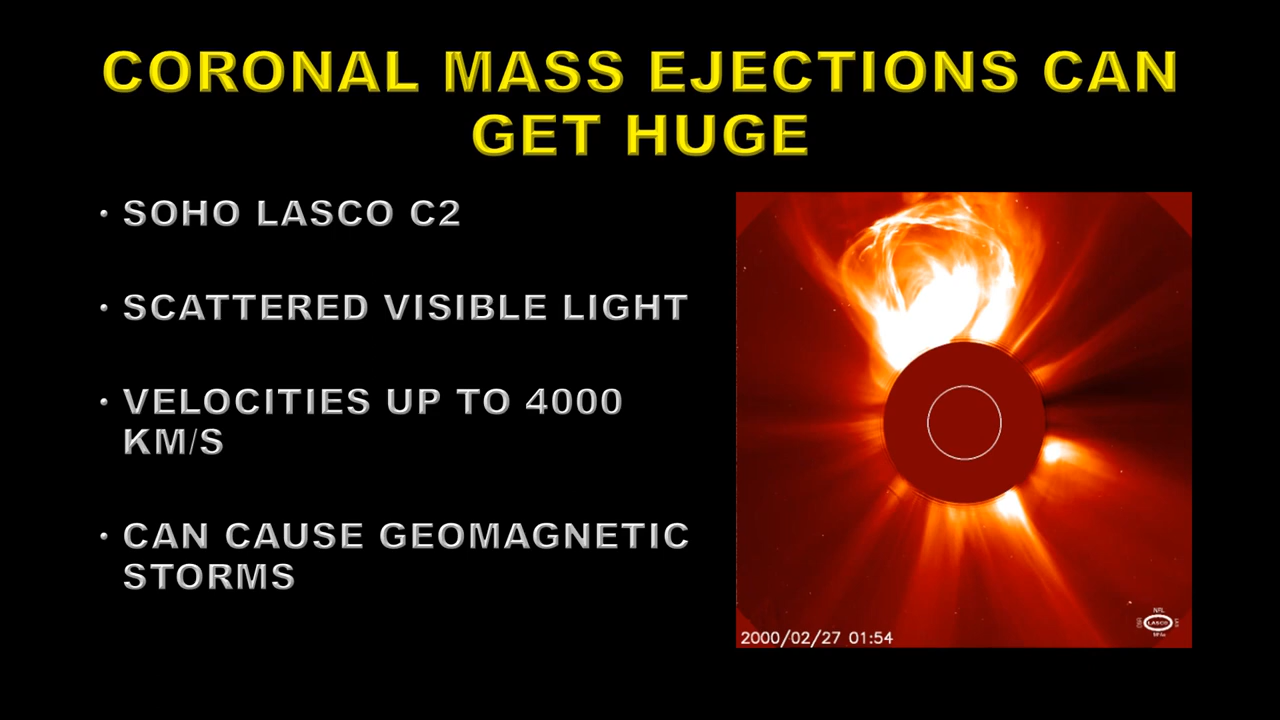 CORONAL MASS EJECTIONS CAN
GET HUGE
• SOHO LASCO C2
• SCATTERED VISIBLE LIGHT
• VELOCITIES UP TO 4000
KM/S
• CAN CAUSE GEOMAGNETIC
STORMS
2000/02/27 01:54
LASCO